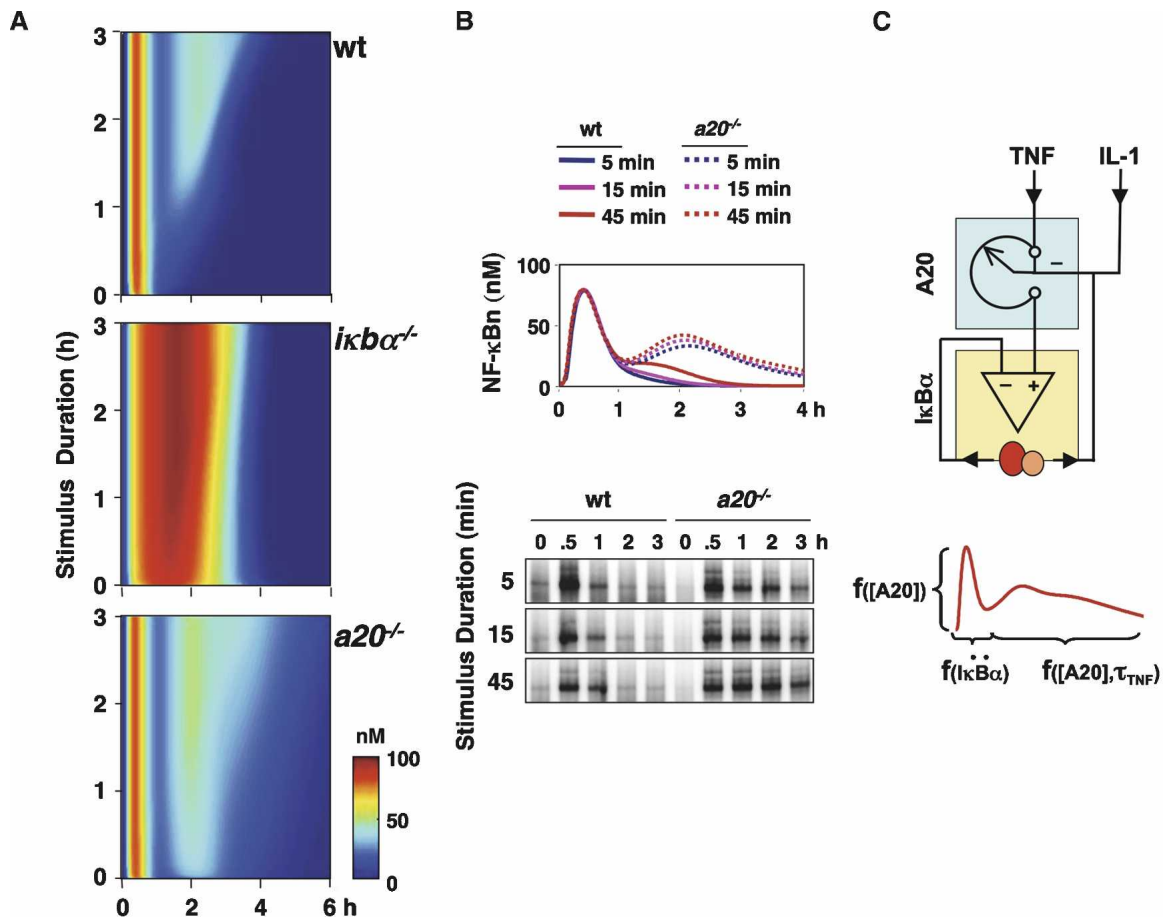 A
3
2
1
0
wt
3
2
1
0
iκbα-/-
3
2
1
0
a20-/-
Stimulus Duration (h)
nM
100
50
0
0 2 4 6 h
B
wt a20-/-
5 min 5 min
15 min 15 min
45 min 45 min
NF-κBn (nM)
100
50
0
0 1 2 3 4 h
wt a20-/-
0 .5 1 2 3 0 .5 1 2 3 h
5
15
45
Stimulus Duration (min)
C
TNF IL-1
A20
−
IκBα
− +
f([A20])
f(IκB̈α) f([A20],τTNF)